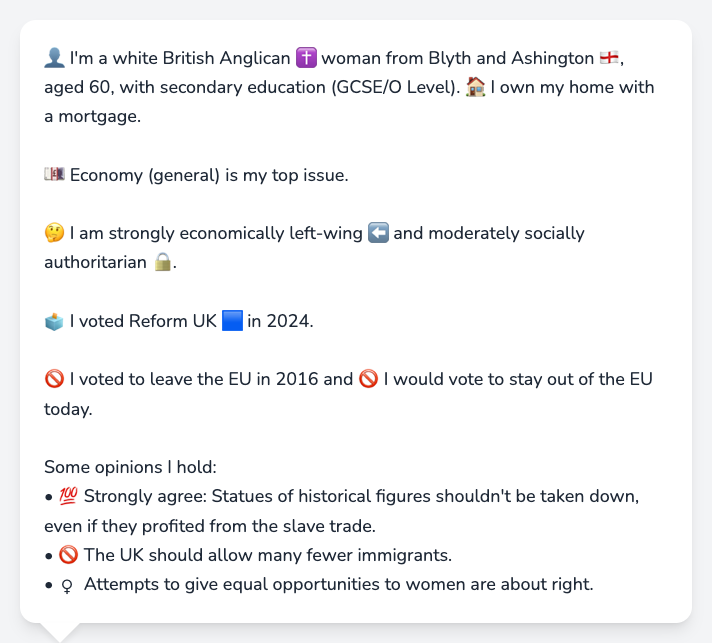 👤 I'm a white British Anglican ✝️ woman from Blyth and Ashington 🏴󠁧󠁢󠁥󠁮󠁧󠁿,
aged 60, with secondary education (GCSE/O Level). 🏠 I own my home with
a mortgage.
💷 Economy (general) is my top issue.
🤔 I am strongly economically left-wing ⬅️ and moderately socially
authoritarian 🔒.
🗳️ I voted Reform UK 🟦 in 2024.
🚫 I voted to leave the EU in 2016 and 🚫 I would vote to stay out of the EU
today.
Some opinions I hold:
• 💯 Strongly agree: Statues of historical figures shouldn't be taken down,
even if they profited from the slave trade.
• 🚫 The UK should allow many fewer immigrants.
• ♀ Attempts to give equal opportunities to women are about right.